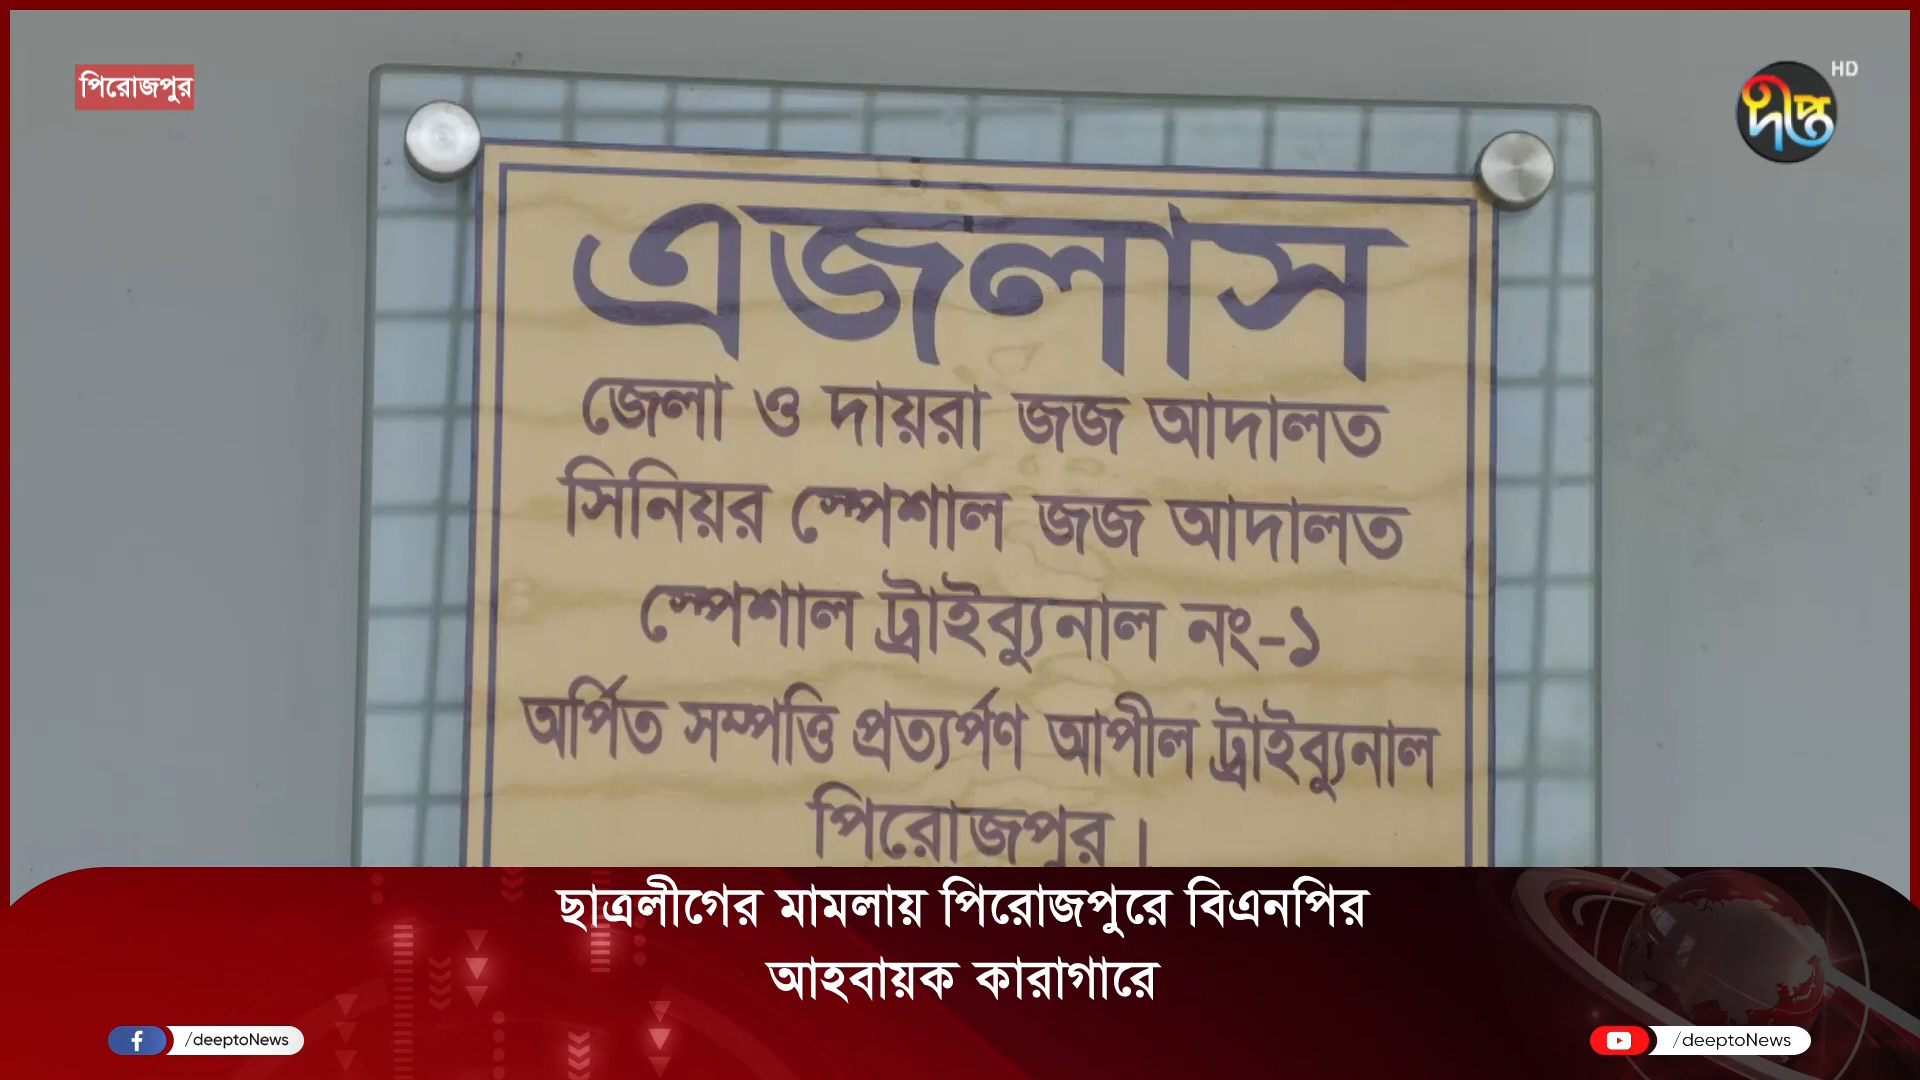 পিরোজপুর
HD
দীপ্ত
এজলাস
জেলা ও দায়রা জজ আদালত
সিনিয়র স্পেশাল জজ আদালত
স্পেশাল ট্রাইব্যুনাল নং-১
অর্পিত সম্পত্তি প্রত্যর্পণ আপীল ট্রাইব্যুনাল
পিরোজপুর।
ছাত্রলীগের মামলায় পিরোজপুরে বিএনপির
আহবায়ক কারাগারে
/deeptoNews
/deeptoNews